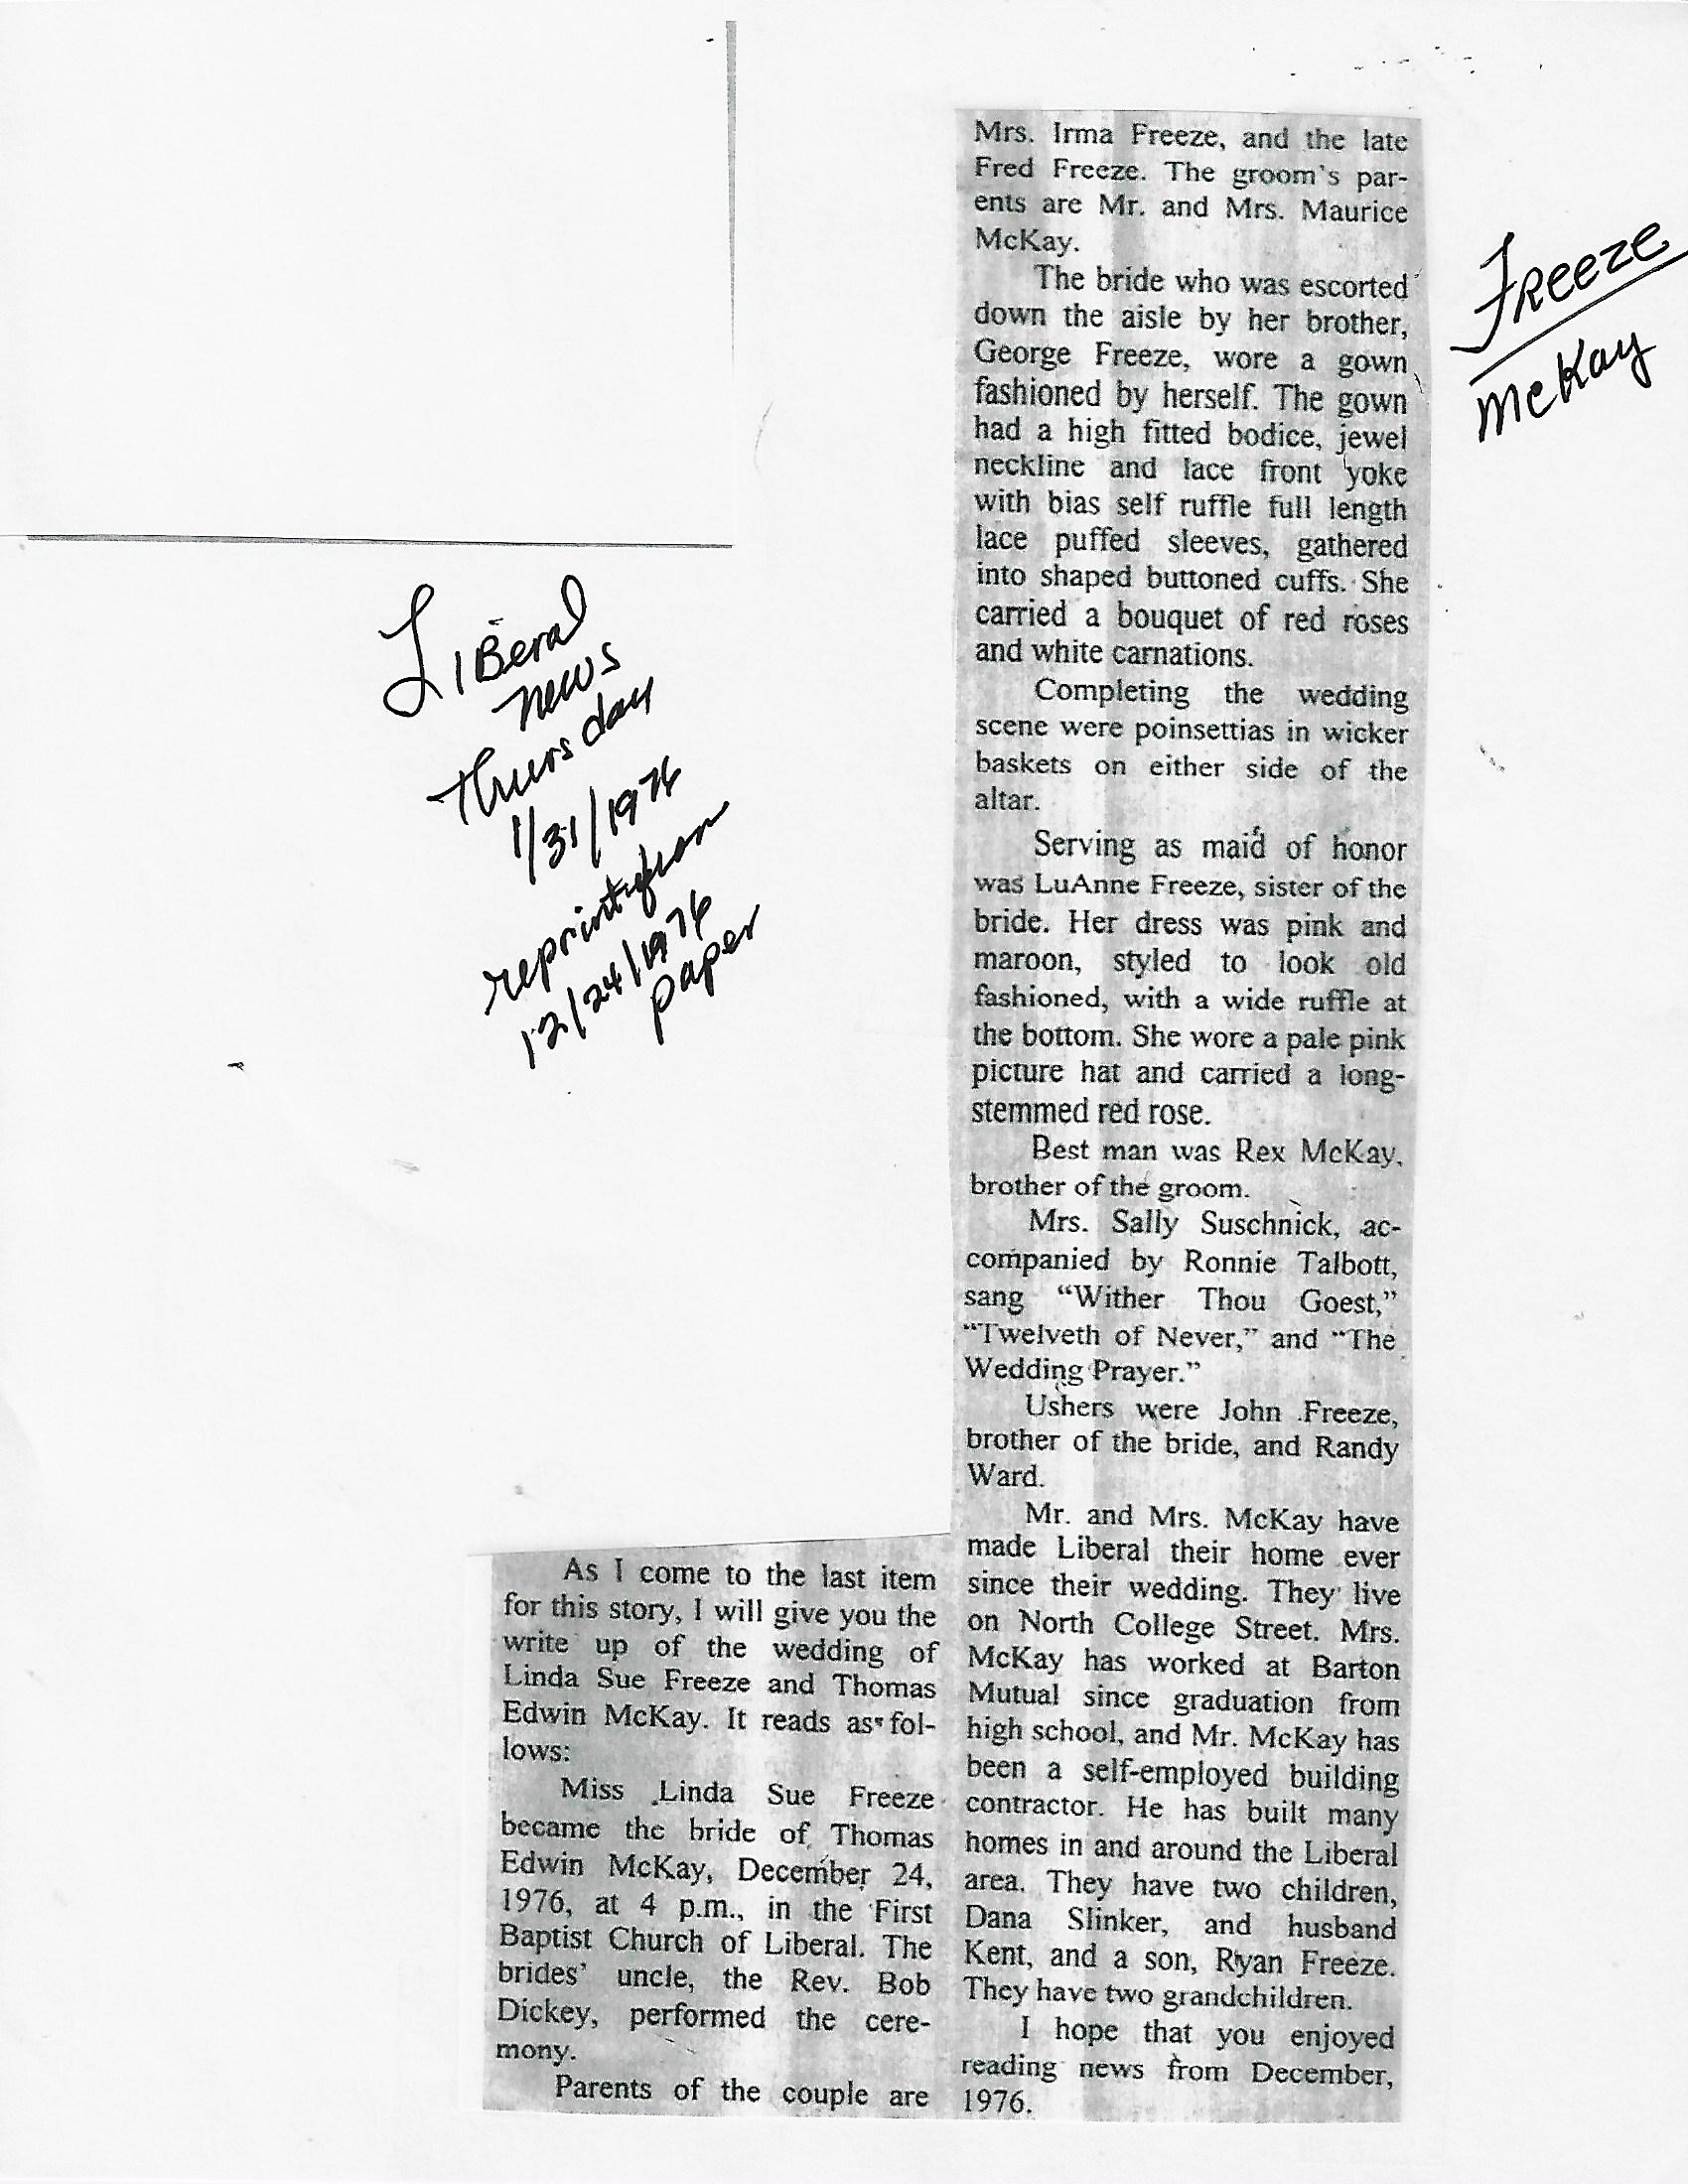 Liberal
news
Thursday
1/31/1976
reprint from
12/24/1976
paper
Freeze
McKay
As I come to the last item
for this story, I will give you the
write up of the wedding of
Linda Sue Freeze and Thomas
Edwin McKay. It reads as fol-
lows:
Miss Linda Sue Freeze
became the bride of Thomas
Edwin McKay, December 24,
1976, at 4 p.m., in the First
Baptist Church of Liberal. The
brides' uncle, the Rev. Bob
Dickey, performed the cere-
mony.
Parents of the couple are
Mrs. Irma Freeze, and the late
Fred Freeze. The groom's par-
ents are Mr. and Mrs. Maurice
McKay.
The bride who was escorted
down the aisle by her brother,
George Freeze, wore a gown
fashioned by herself. The gown
had a high fitted bodice, jewel
neckline and lace front yoke
with bias self ruffle full length
lace puffed sleeves, gathered
into shaped buttoned cuffs. She
carried a bouquet of red roses
and white carnations.
Completing the wedding
scene were poinsettias in wicker
baskets on either side of the
altar.
Serving as maid of honor
was LuAnne Freeze, sister of the
bride. Her dress was pink and
maroon, styled to look old
fashioned, with a wide ruffle at
the bottom. She wore a pale pink
picture hat and carried a long-
stemmed red rose.
Best man was Rex McKay,
brother of the groom.
Mrs. Sally Suschnick, ac-
companied by Ronnie Talbott,
sang "Wither Thou Goest,"
"Twelveth of Never," and "The
Wedding Prayer."
Ushers were John Freeze,
brother of the bride, and Randy
Ward.
Mr. and Mrs. McKay have
made Liberal their home ever
since their wedding. They live
on North College Street. Mrs.
McKay has worked at Barton
Mutual since graduation from
high school, and Mr. McKay has
been a self-employed building
contractor. He has built many
homes in and around the Liberal
area. They have two children,
Dana Slinker, and husband
Kent, and a son, Ryan Freeze.
They have two grandchildren.
I hope that you enjoyed
reading news from December,
1976.